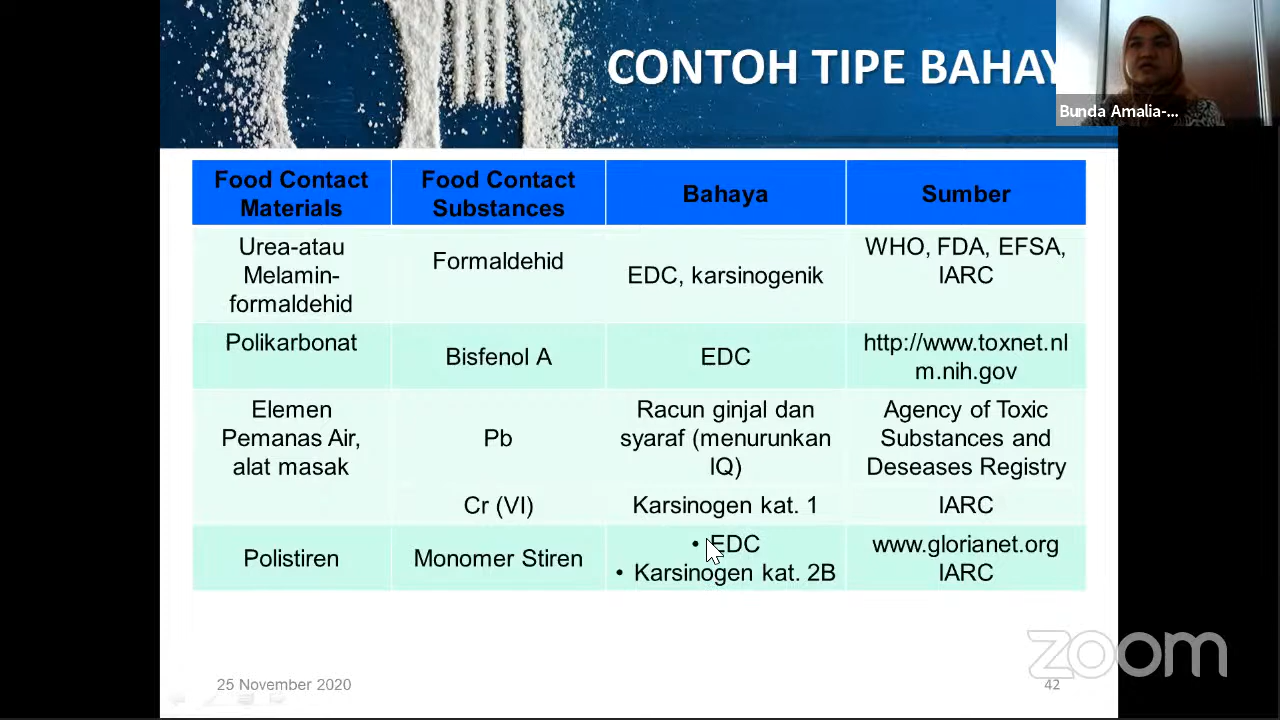 CONTOH TIPE BAHAY
Bunda Amalia-...
Food Contact
Materials
Food Contact
Substances
Bahaya
Sumber
Urea-atau
Melamin-
formaldehid
Formaldehid
EDC, karsinogenik
WHO, FDA, EFSA,
IARC
Polikarbonat
Bisfenol A
EDC
http://www.toxnet.nl
m.nih.gov
Elemen
Pemanas Air,
alat masak
Pb
Racun ginjal dan
syaraf (menurunkan
IQ)
Agency of Toxic
Substances and
Deseases Registry
Cr (VI)
Karsinogen kat. 1
IARC
Polistiren
Monomer Stiren
• EDC
• Karsinogen kat. 2B
www.glorianet.org
IARC
zoom
25 November 2020
42